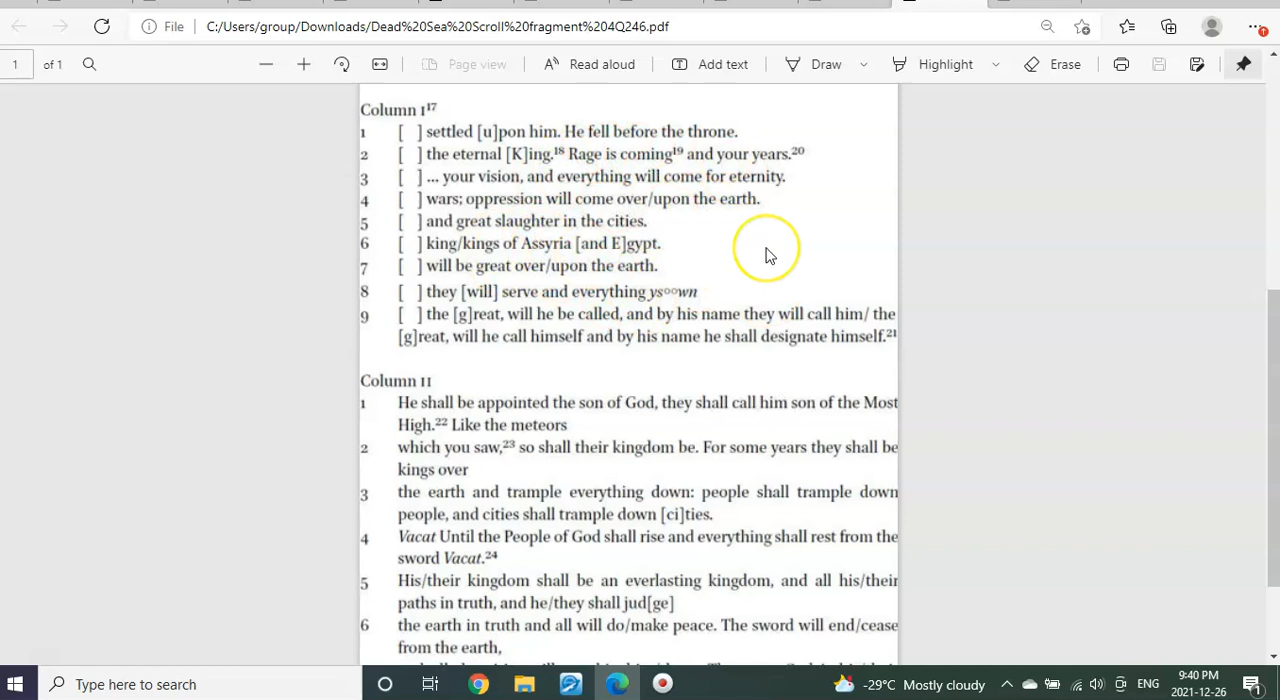 File C:/Users/group/Downloads/Dead%20Sea%20Scroll%20fragment%204Q246.pdf
1 of 1 Page view Read aloud Add text Draw Highlight Erase
Column I¹⁷
1 [ ] settled [u]pon him. He fell before the throne.
2 [ ] the eternal [K]ing.¹⁸ Rage is coming¹⁹ and your years.²⁰
3 [ ] ... your vision, and everything will come for eternity.
4 [ ] wars; oppression will come over/upon the earth.
5 [ ] and great slaughter in the cities.
6 [ ] king/kings of Assyria [and E]gypt.
7 [ ] will be great over/upon the earth.
8 [ ] they [will] serve and everything ys○○wn
9 [ ] the [g]reat, will he be called, and by his name they will call him/ the
[g]reat, will he call himself and by his name he shall designate himself.²¹
Column II
1 He shall be appointed the son of God, they shall call him son of the Most
High.²² Like the meteors
2 which you saw,²³ so shall their kingdom be. For some years they shall be
kings over
3 the earth and trample everything down: people shall trample down
people, and cities shall trample down [ci]ties.
4 Vacat Until the People of God shall rise and everything shall rest from the
sword Vacat.²⁴
5 His/their kingdom shall be an everlasting kingdom, and all his/their
paths in truth, and he/they shall jud[ge]
6 the earth in truth and all will do/make peace. The sword will end/cease
from the earth,
Type here to search -29°C Mostly cloudy ENG 9:40 PM
2021-12-26 1